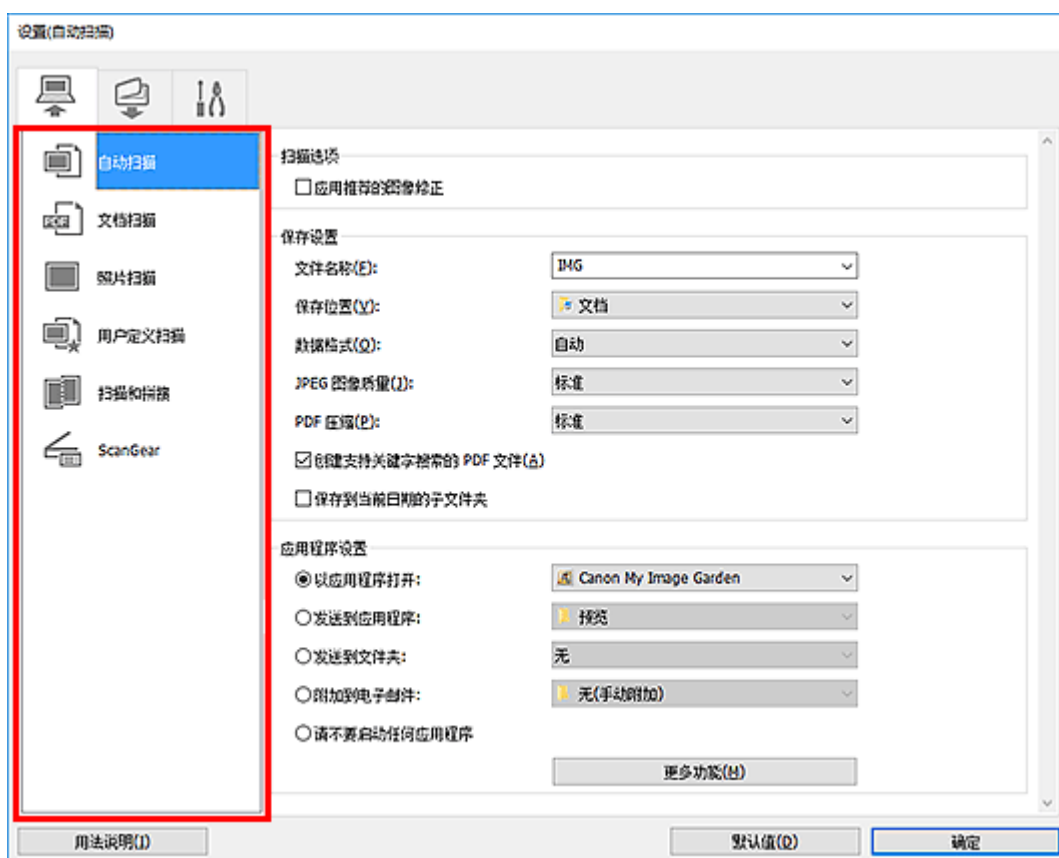 设置(自动扫描)
自动扫描
PDF
文档扫描
照片扫描
用户定义扫描
扫描和拼接
ScanGear
扫描选项
应用推荐的图像修正
保存设置
文件名称(F): IMG
保存位置(V): 文档
数据格式(O): 自动
JPEG 图像质量(J): 标准
PDF 压缩(P): 标准
创建支持关键字搜索的 PDF 文件(A)
保存到当前日期的子文件夹
应用程序设置
以应用程序打开: Canon My Image Garden
发送到应用程序: 预览
发送到文件夹: 无
附加到电子邮件: 无(手动附加)
请不要启动任何应用程序
更多功能(H)
用法说明(I) 默认值(D) 确定